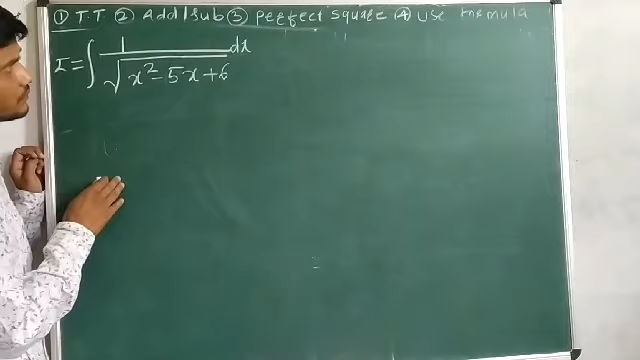 ① T.T ② Add/sub ③ perfect square ④ use formula
I = ∫ 1/√(x² - 5x + 6) dx